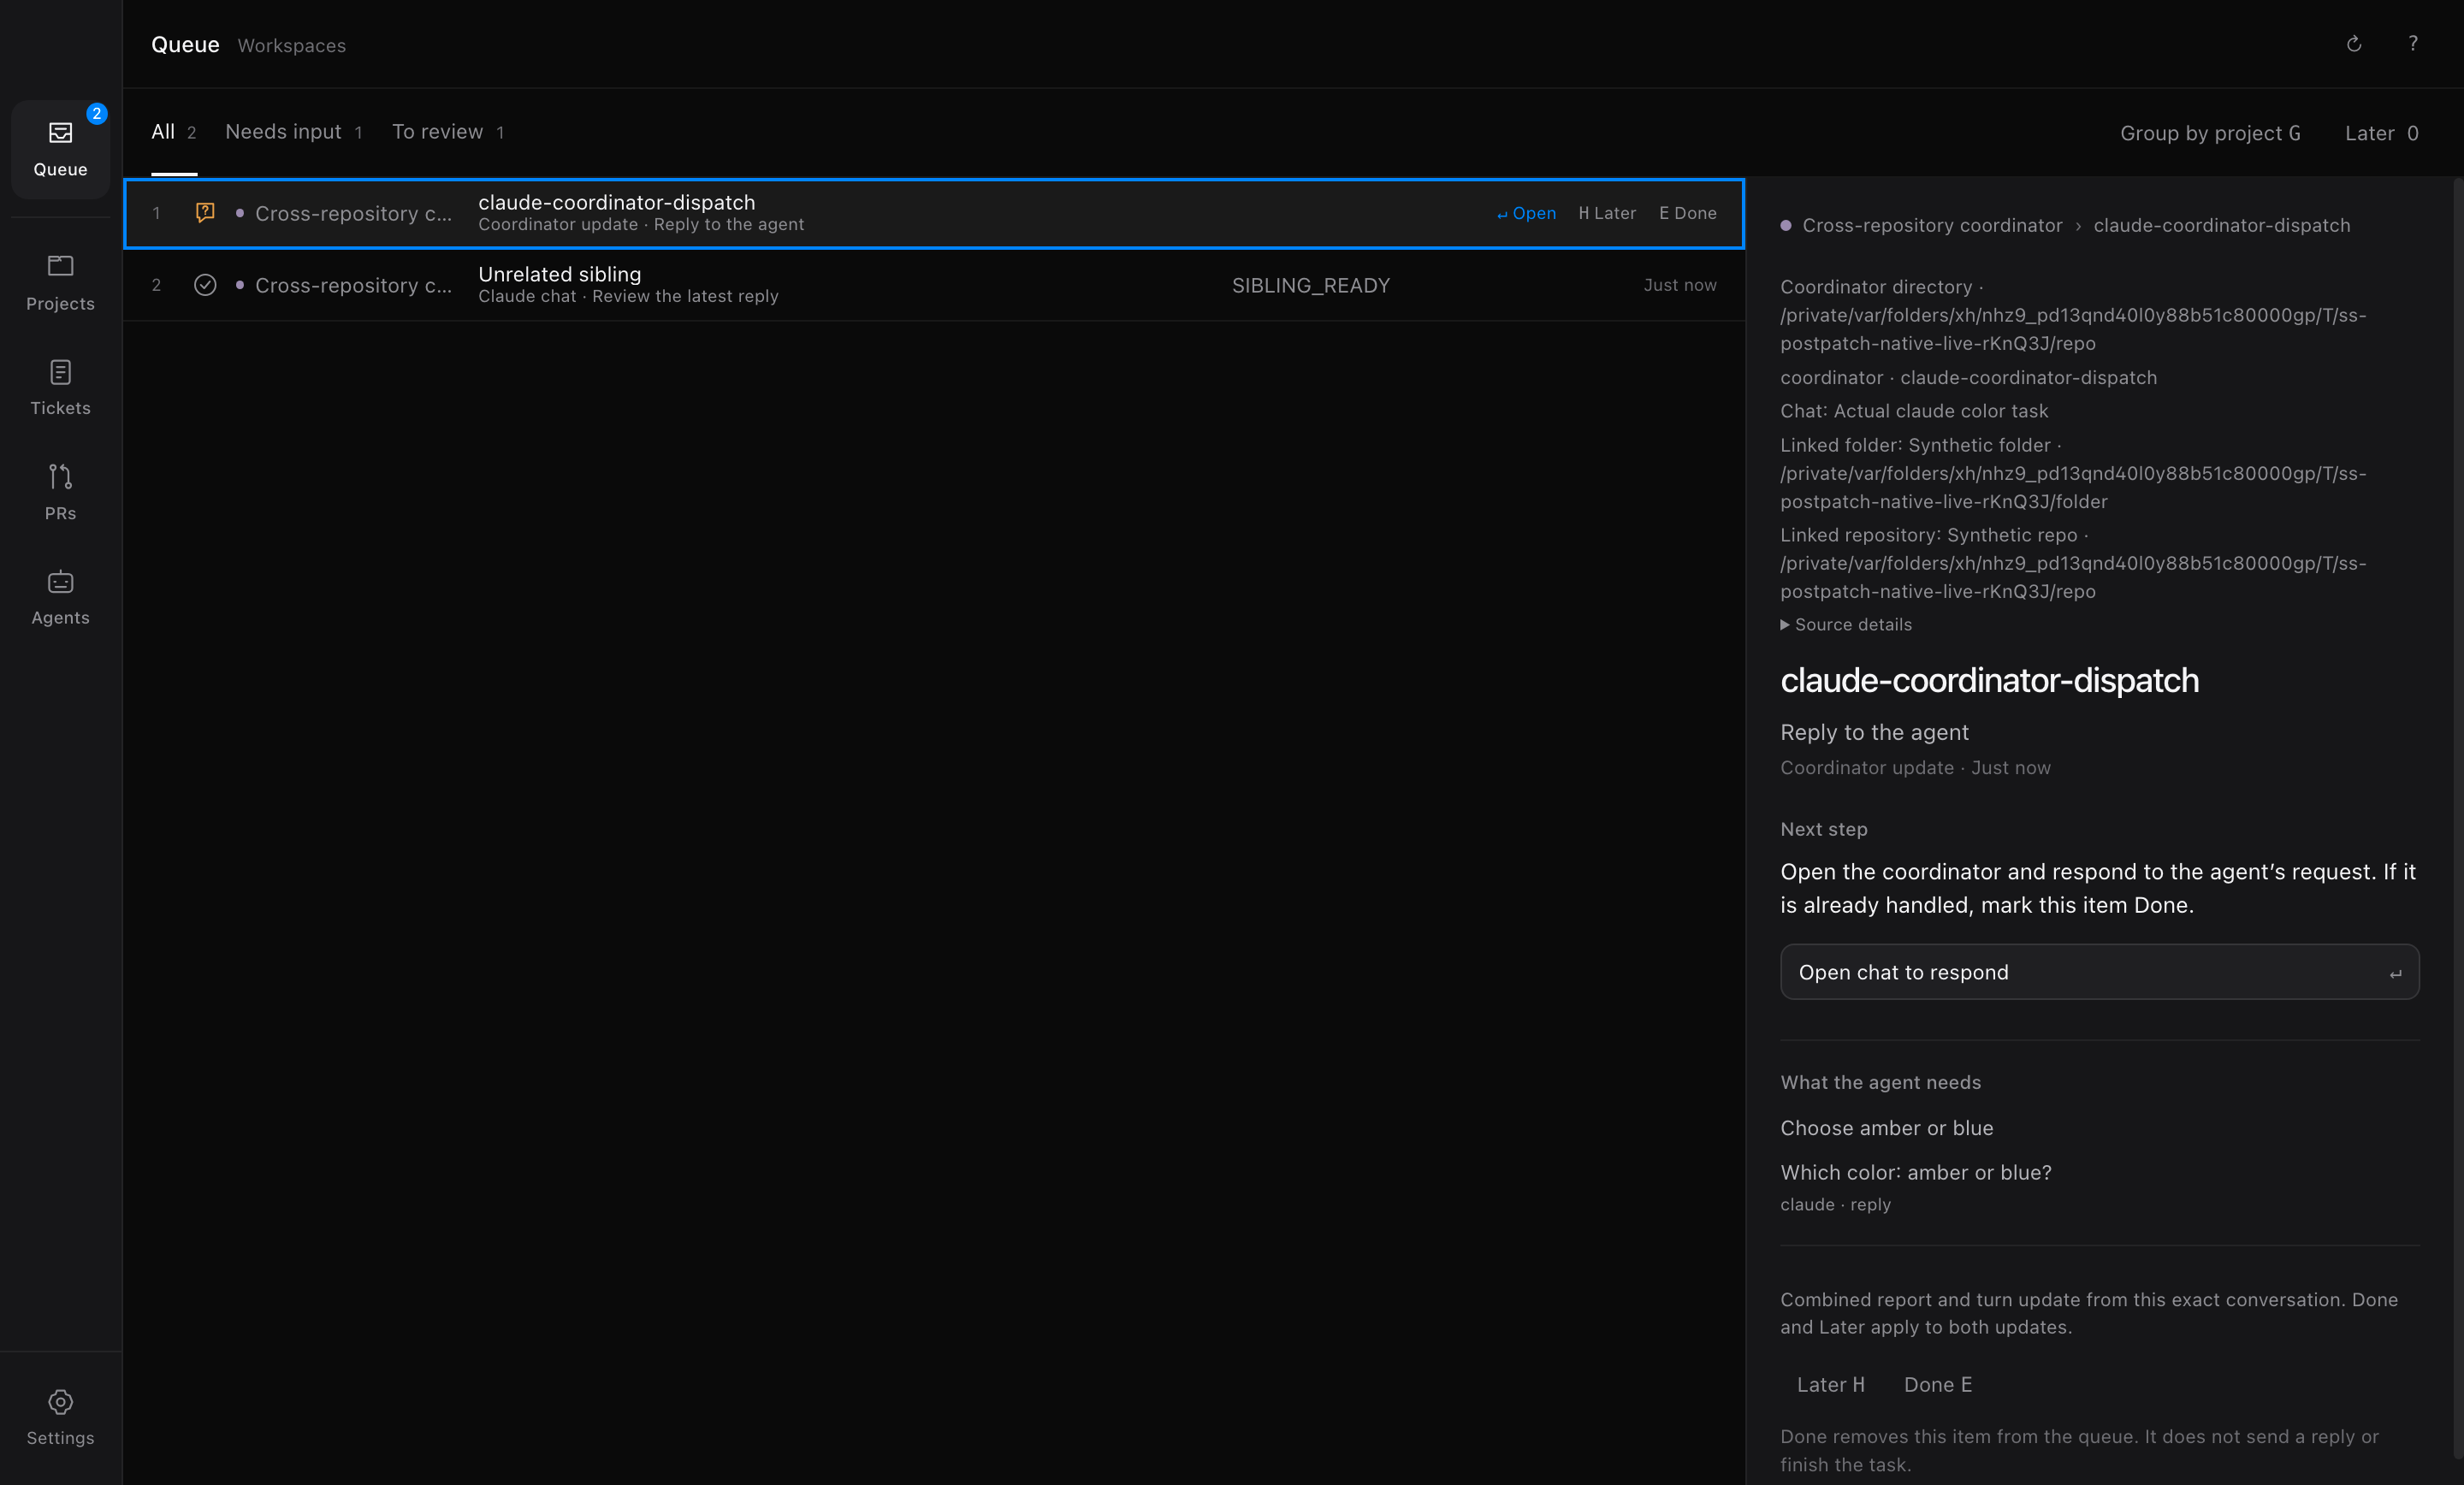 Queue Workspaces
?
2
Queue
Projects
Tickets
PRs
Agents
Settings
All 2 Needs input 1 To review 1
Group by project G Later 0
1 Cross-repository c... claude-coordinator-dispatch
Coordinator update · Reply to the agent
↵ Open H Later E Done
2 Cross-repository c... Unrelated sibling
Claude chat · Review the latest reply
SIBLING_READY Just now
Cross-repository coordinator › claude-coordinator-dispatch
Coordinator directory ·
/private/var/folders/xh/nhz9_pd13qnd40l0y88b51c80000gp/T/ss-
postpatch-native-live-rKnQ3J/repo
coordinator · claude-coordinator-dispatch
Chat: Actual claude color task
Linked folder: Synthetic folder ·
/private/var/folders/xh/nhz9_pd13qnd40l0y88b51c80000gp/T/ss-
postpatch-native-live-rKnQ3J/folder
Linked repository: Synthetic repo ·
/private/var/folders/xh/nhz9_pd13qnd40l0y88b51c80000gp/T/ss-
postpatch-native-live-rKnQ3J/repo
Source details
claude-coordinator-dispatch
Reply to the agent
Coordinator update · Just now
Next step
Open the coordinator and respond to the agent’s request. If it
is already handled, mark this item Done.
Open chat to respond ↵
What the agent needs
Choose amber or blue
Which color: amber or blue?
claude · reply
Combined report and turn update from this exact conversation. Done
and Later apply to both updates.
Later H Done E
Done removes this item from the queue. It does not send a reply or
finish the task.